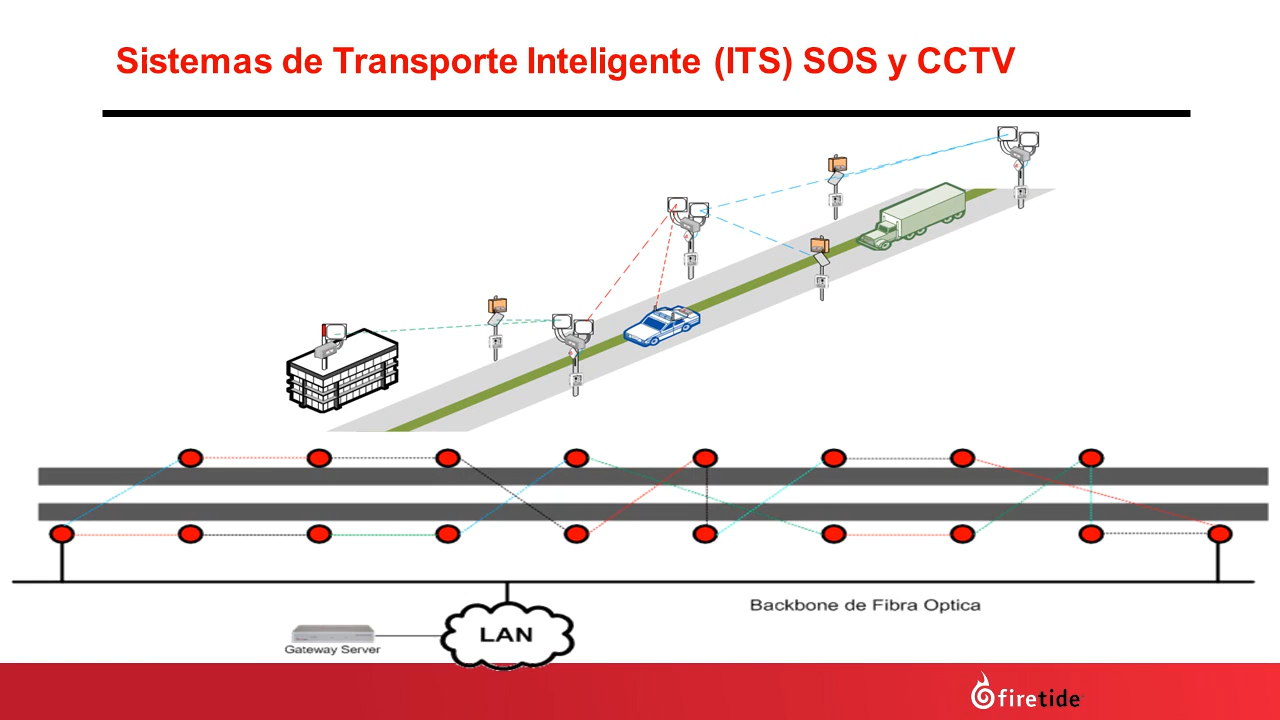 Sistemas de Transporte Inteligente (ITS) SOS y CCTV
Backbone de Fibra Optica
LAN
Gateway Server
firetide